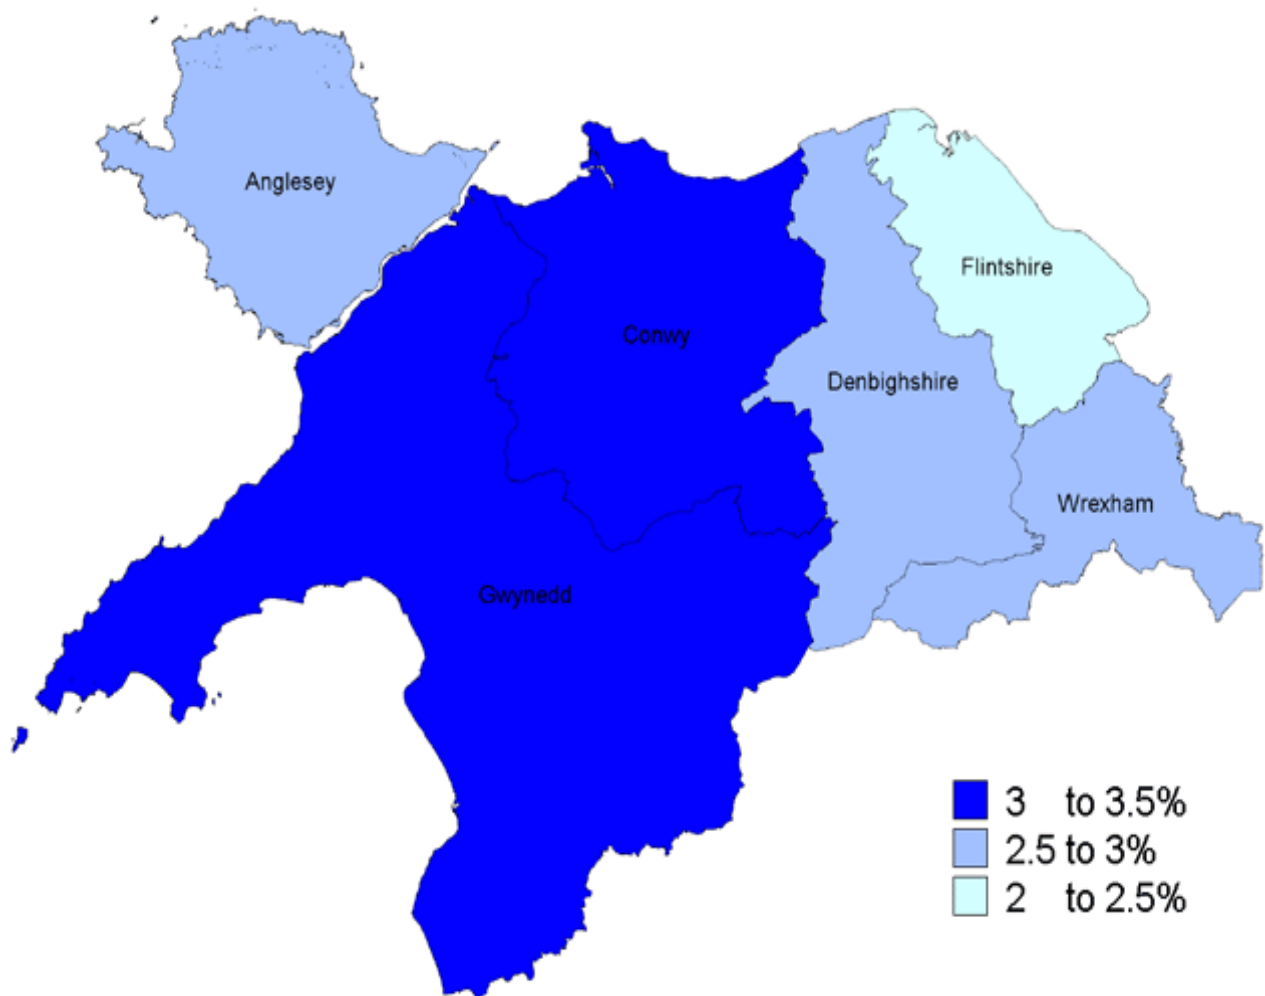 Anglesey
Flintshire
Conwy
Denbighshire
Wrexham
Gwynedd
3 to 3.5%
2.5 to 3%
2 to 2.5%